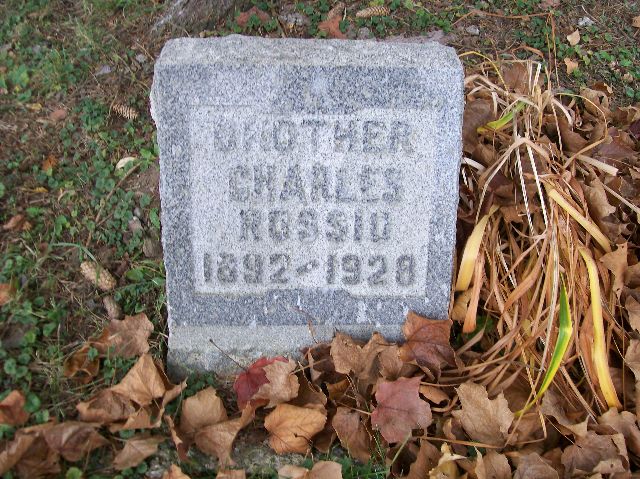 BROTHER
CHARLES
ROSSIO
1892-1928